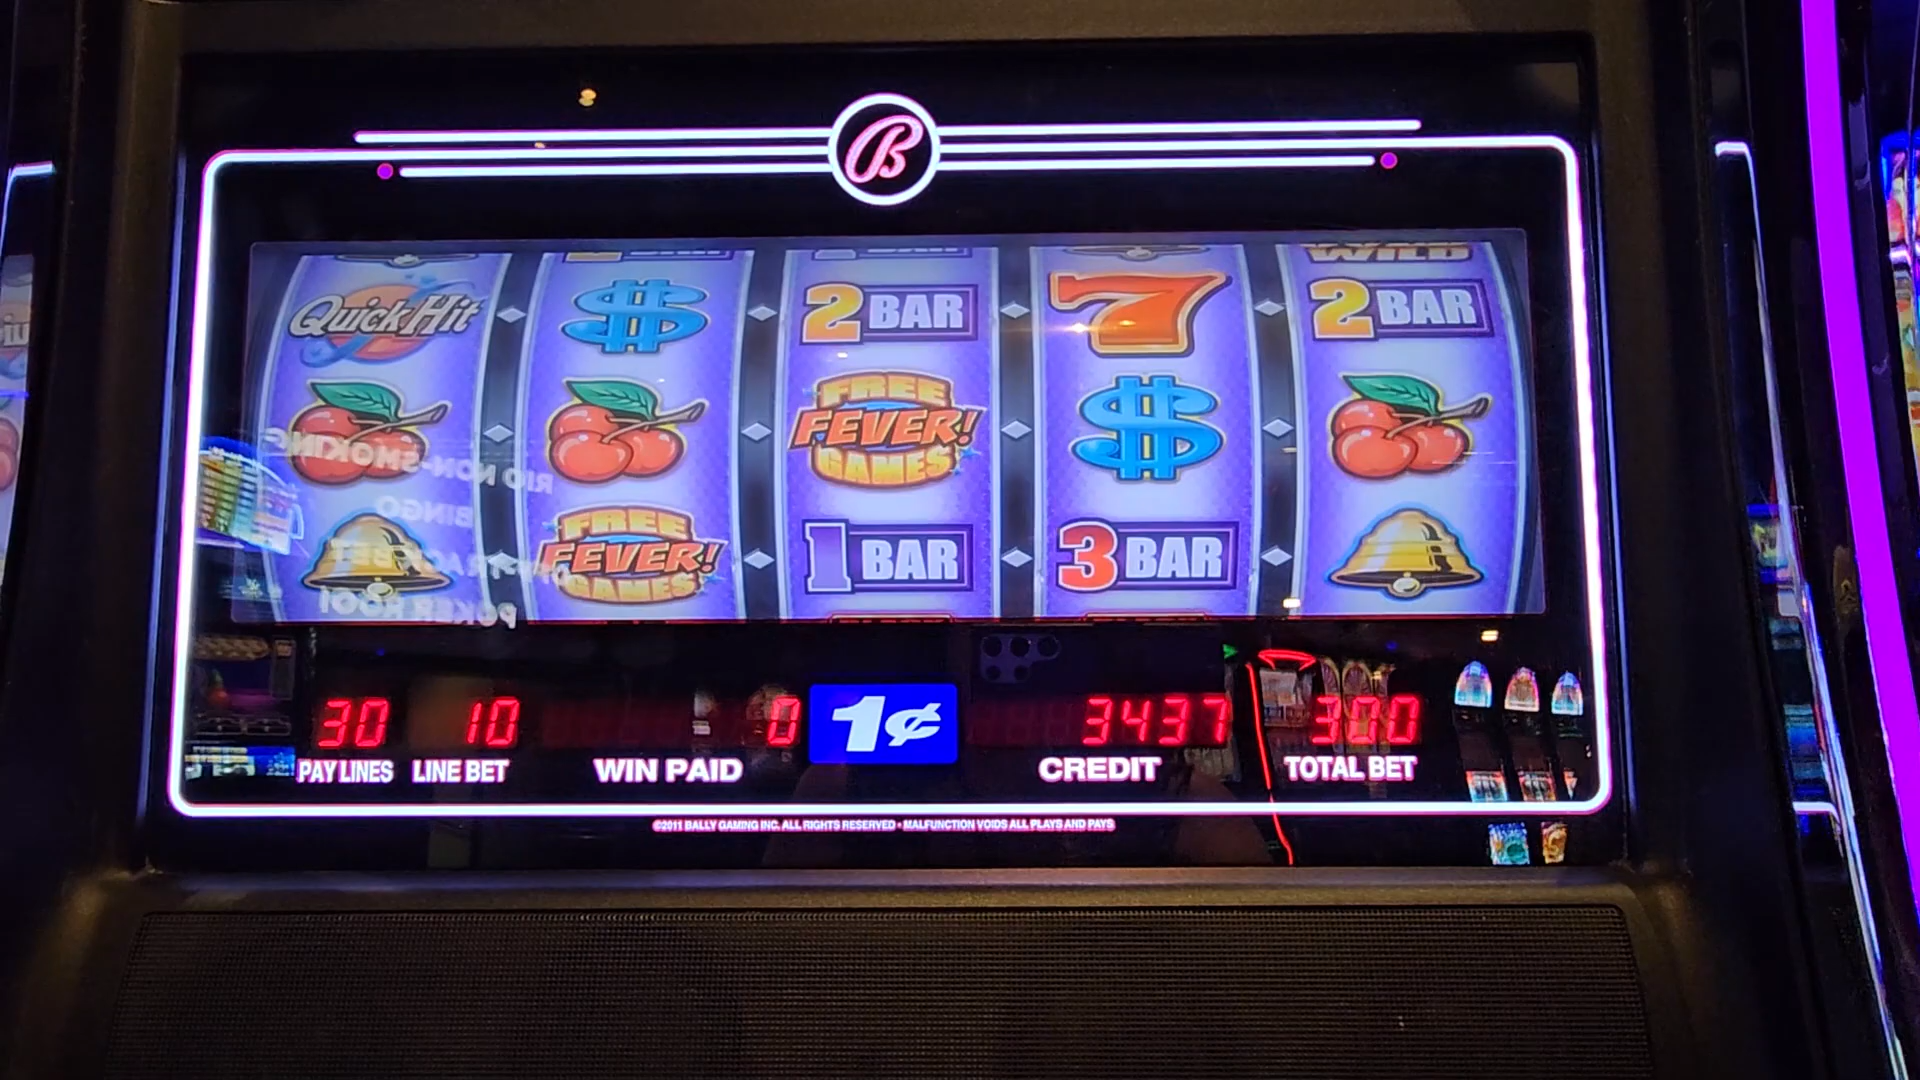 B
WILD
Quick Hit
2 BAR
7
2 BAR
FREE
FEVER!
GAMES
RIO NON-SMOKING
BINGO
FREE
FEVER!
GAMES
1 BAR
3 BAR
30 10 0 1¢ 3437 300
PAY LINES LINE BET WIN PAID CREDIT TOTAL BET
©2011 BALLY GAMING INC. ALL RIGHTS RESERVED • MALFUNCTION VOIDS ALL PLAYS AND PAYS